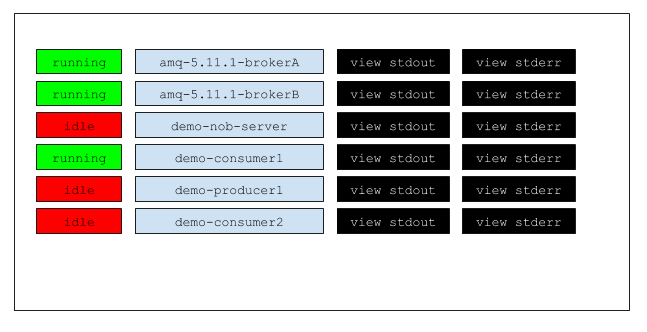 running amq-5.11.1-brokerA view stdout view stderr
running amq-5.11.1-brokerB view stdout view stderr
idle demo-nob-server view stdout view stderr
running demo-consumer1 view stdout view stderr
idle demo-producer1 view stdout view stderr
idle demo-consumer2 view stdout view stderr